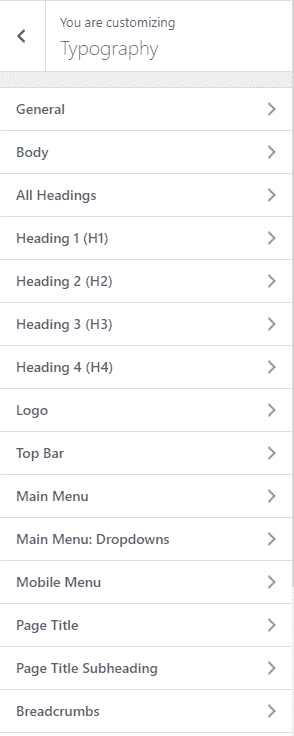 You are customizing
Typography
General
Body
All Headings
Heading 1 (H1)
Heading 2 (H2)
Heading 3 (H3)
Heading 4 (H4)
Logo
Top Bar
Main Menu
Main Menu: Dropdowns
Mobile Menu
Page Title
Page Title Subheading
Breadcrumbs